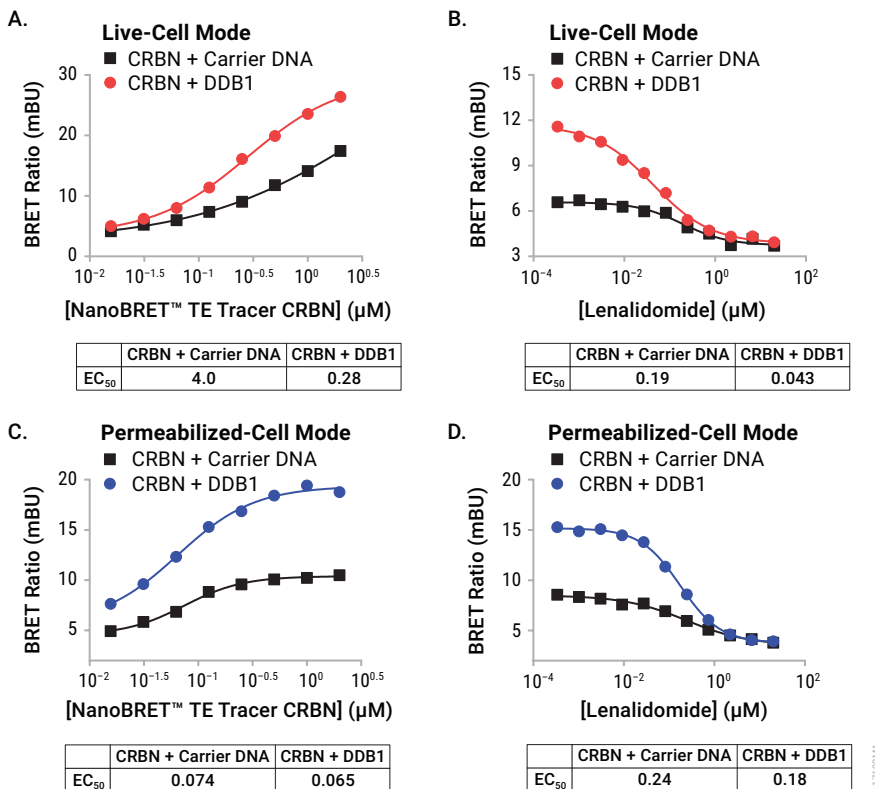 A.
Live-Cell Mode
CRBN + Carrier DNA
CRBN + DDB1
BRET Ratio (mBU)
30
20
10
0
10⁻² 10⁻¹·⁵ 10⁻¹ 10⁻⁰·⁵ 10⁰ 10⁰·⁵
[NanoBRET™ TE Tracer CRBN] (µM)
CRBN + Carrier DNA CRBN + DDB1
EC₅₀ 4.0 0.28
B.
Live-Cell Mode
CRBN + Carrier DNA
CRBN + DDB1
BRET Ratio (mBU)
15
12
9
6
3
10⁻⁴ 10⁻² 10⁰ 10²
[Lenalidomide] (µM)
CRBN + Carrier DNA CRBN + DDB1
EC₅₀ 0.19 0.043
C.
Permeabilized-Cell Mode
CRBN + Carrier DNA
CRBN + DDB1
BRET Ratio (mBU)
20
15
10
5
10⁻² 10⁻¹·⁵ 10⁻¹ 10⁻⁰·⁵ 10⁰ 10⁰·⁵
[NanoBRET™ TE Tracer CRBN] (µM)
CRBN + Carrier DNA CRBN + DDB1
EC₅₀ 0.074 0.065
D.
Permeabilized-Cell Mode
CRBN + Carrier DNA
CRBN + DDB1
BRET Ratio (mBU)
20
15
10
5
10⁻⁴ 10⁻² 10⁰ 10²
[Lenalidomide] (µM)
CRBN + Carrier DNA CRBN + DDB1
EC₅₀ 0.24 0.18